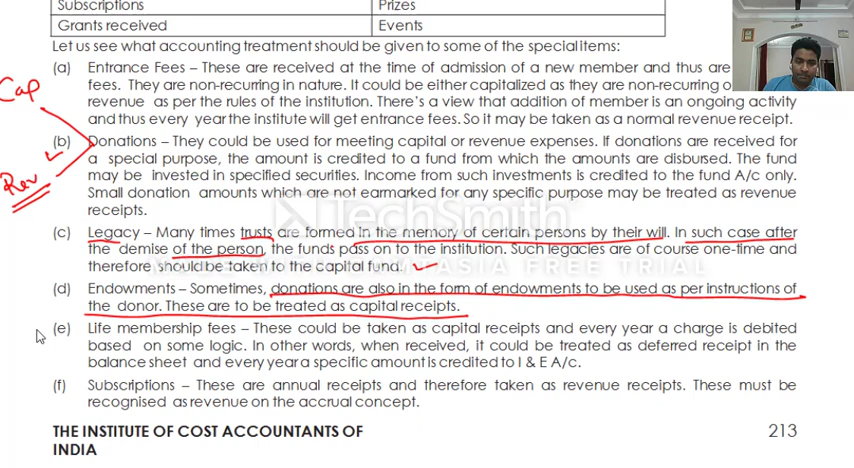 Subscriptions Prizes
Grants received Events
Let us see what accounting treatment should be given to some of the special items:
(a) Entrance Fees – These are received at the time of admission of a new member and thus are
fees. They are non-recurring in nature. It could be either capitalized as they are non-recurring o
revenue as per the rules of the institution. There's a view that addition of member is an ongoing activity
and thus every year the institute will get entrance fees. So it may be taken as a normal revenue receipt.
Cap
(b) Donations – They could be used for meeting capital or revenue expenses. If donations are received for
a special purpose, the amount is credited to a fund from which the amounts are disbursed. The fund
may be invested in specified securities. Income from such investments is credited to the fund A/c only.
Small donation amounts which are not earmarked for any specific purpose may be treated as revenue
receipts.
Rev
(c) Legacy – Many times trusts are formed in the memory of certain persons by their will. In such case after
the demise of the person, the funds pass on to the institution. Such legacies are of course one-time and
therefore should be taken to the capital fund.
TechSmith
MADE WITH CAMTASIA FREE TRIAL
(d) Endowments – Sometimes, donations are also in the form of endowments to be used as per instructions of
the donor. These are to be treated as capital receipts.
(e) Life membership fees – These could be taken as capital receipts and every year a charge is debited
based on some logic. In other words, when received, it could be treated as deferred receipt in the
balance sheet and every year a specific amount is credited to I & E A/c.
(f) Subscriptions – These are annual receipts and therefore taken as revenue receipts. These must be
recognised as revenue on the accrual concept.
THE INSTITUTE OF COST ACCOUNTANTS OF 213
INDIA